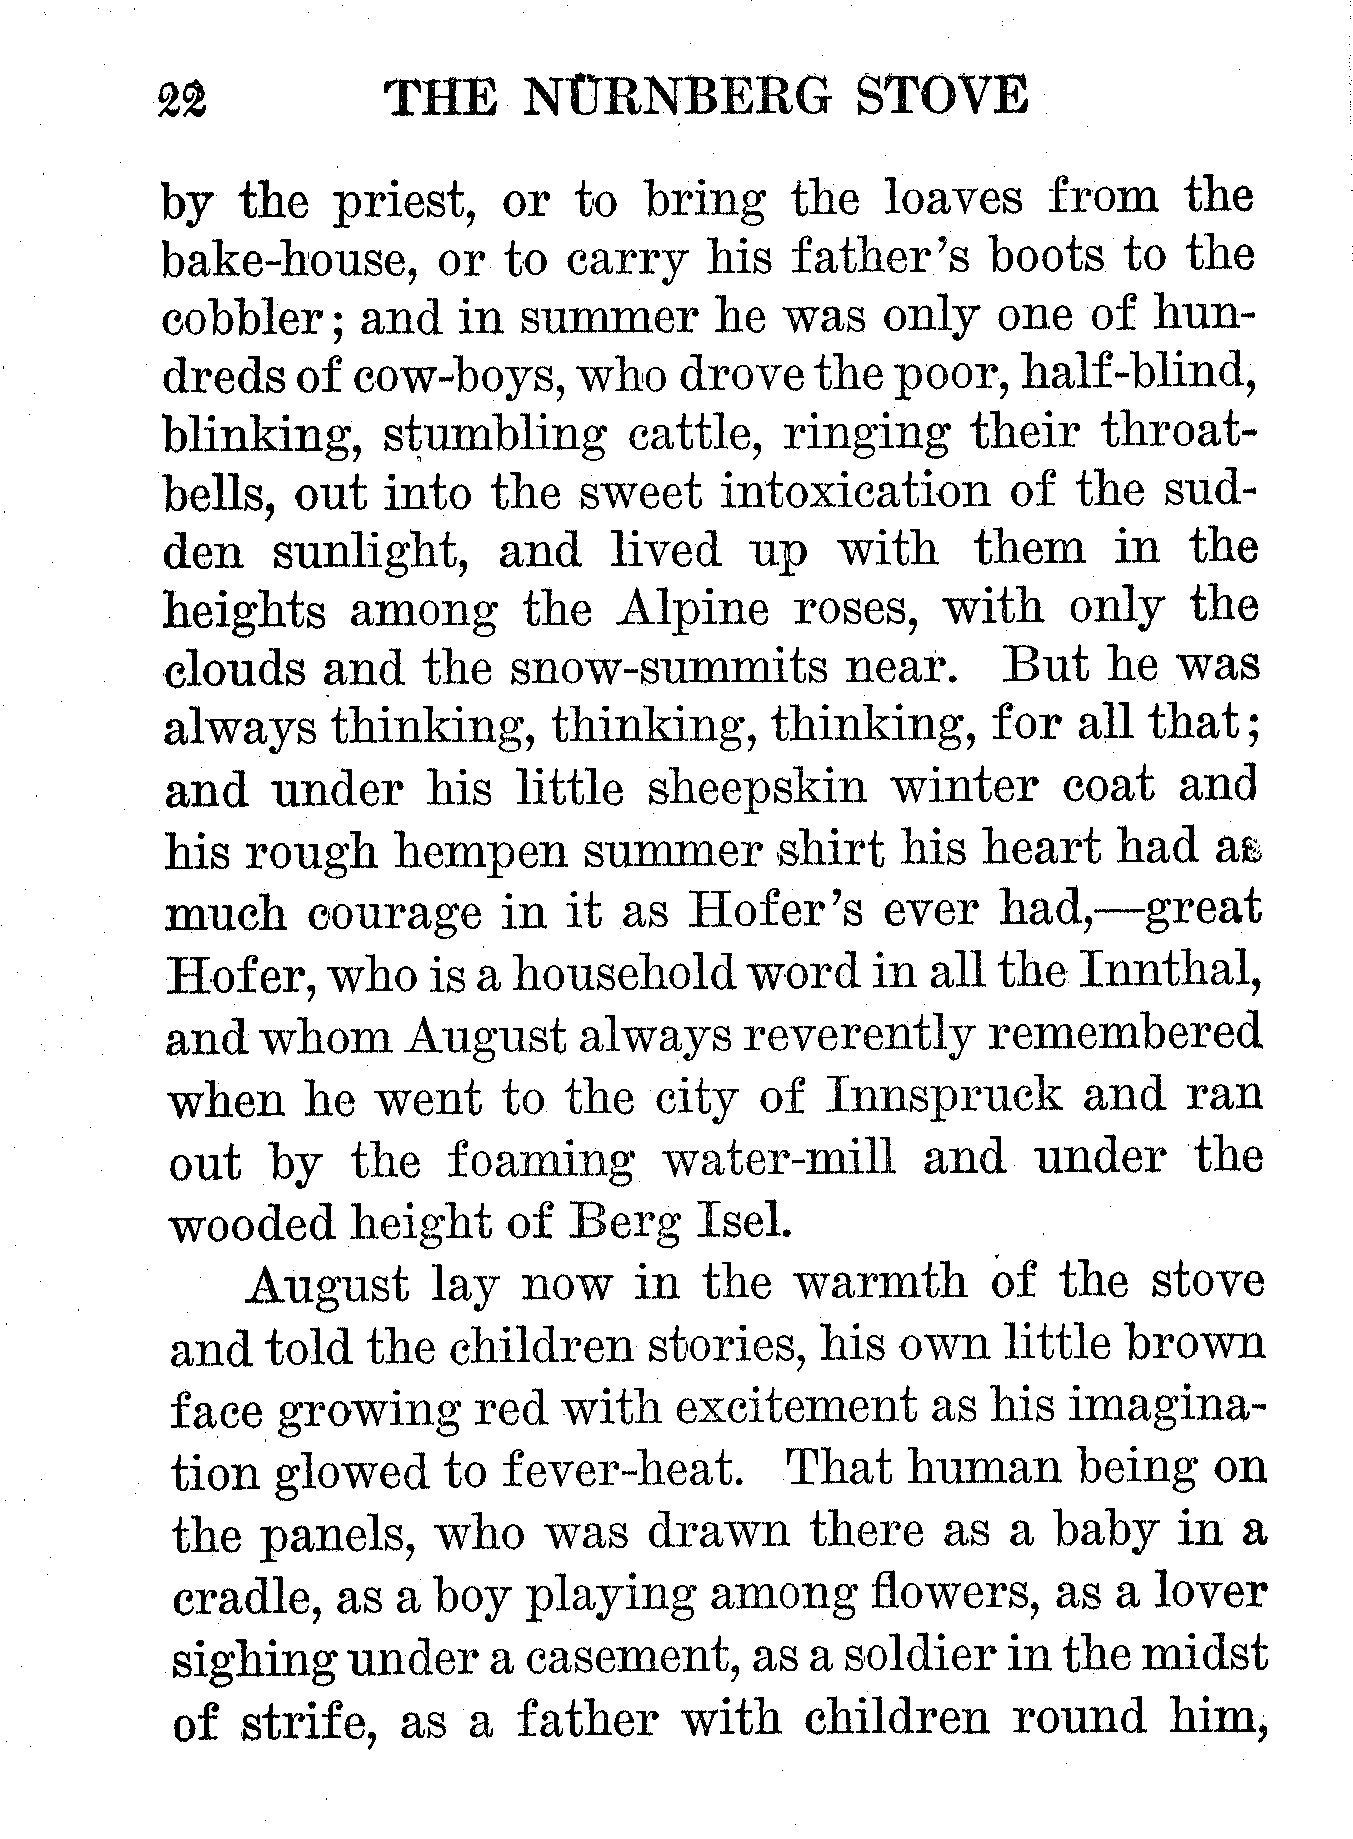 22 THE NÜRNBERG STOVE
by the priest, or to bring the loaves from the
bake-house, or to carry his father's boots to the
cobbler; and in summer he was only one of hun-
dreds of cow-boys, who drove the poor, half-blind,
blinking, stumbling cattle, ringing their throat-
bells, out into the sweet intoxication of the sud-
den sunlight, and lived up with them in the
heights among the Alpine roses, with only the
clouds and the snow-summits near. But he was
always thinking, thinking, thinking, for all that;
and under his little sheepskin winter coat and
his rough hempen summer shirt his heart had as
much courage in it as Hofer's ever had,—great
Hofer, who is a household word in all the Innthal,
and whom August always reverently remembered
when he went to the city of Innspruck and ran
out by the foaming water-mill and under the
wooded height of Berg Isel.
August lay now in the warmth of the stove
and told the children stories, his own little brown
face growing red with excitement as his imagina-
tion glowed to fever-heat. That human being on
the panels, who was drawn there as a baby in a
cradle, as a boy playing among flowers, as a lover
sighing under a casement, as a soldier in the midst
of strife, as a father with children round him,